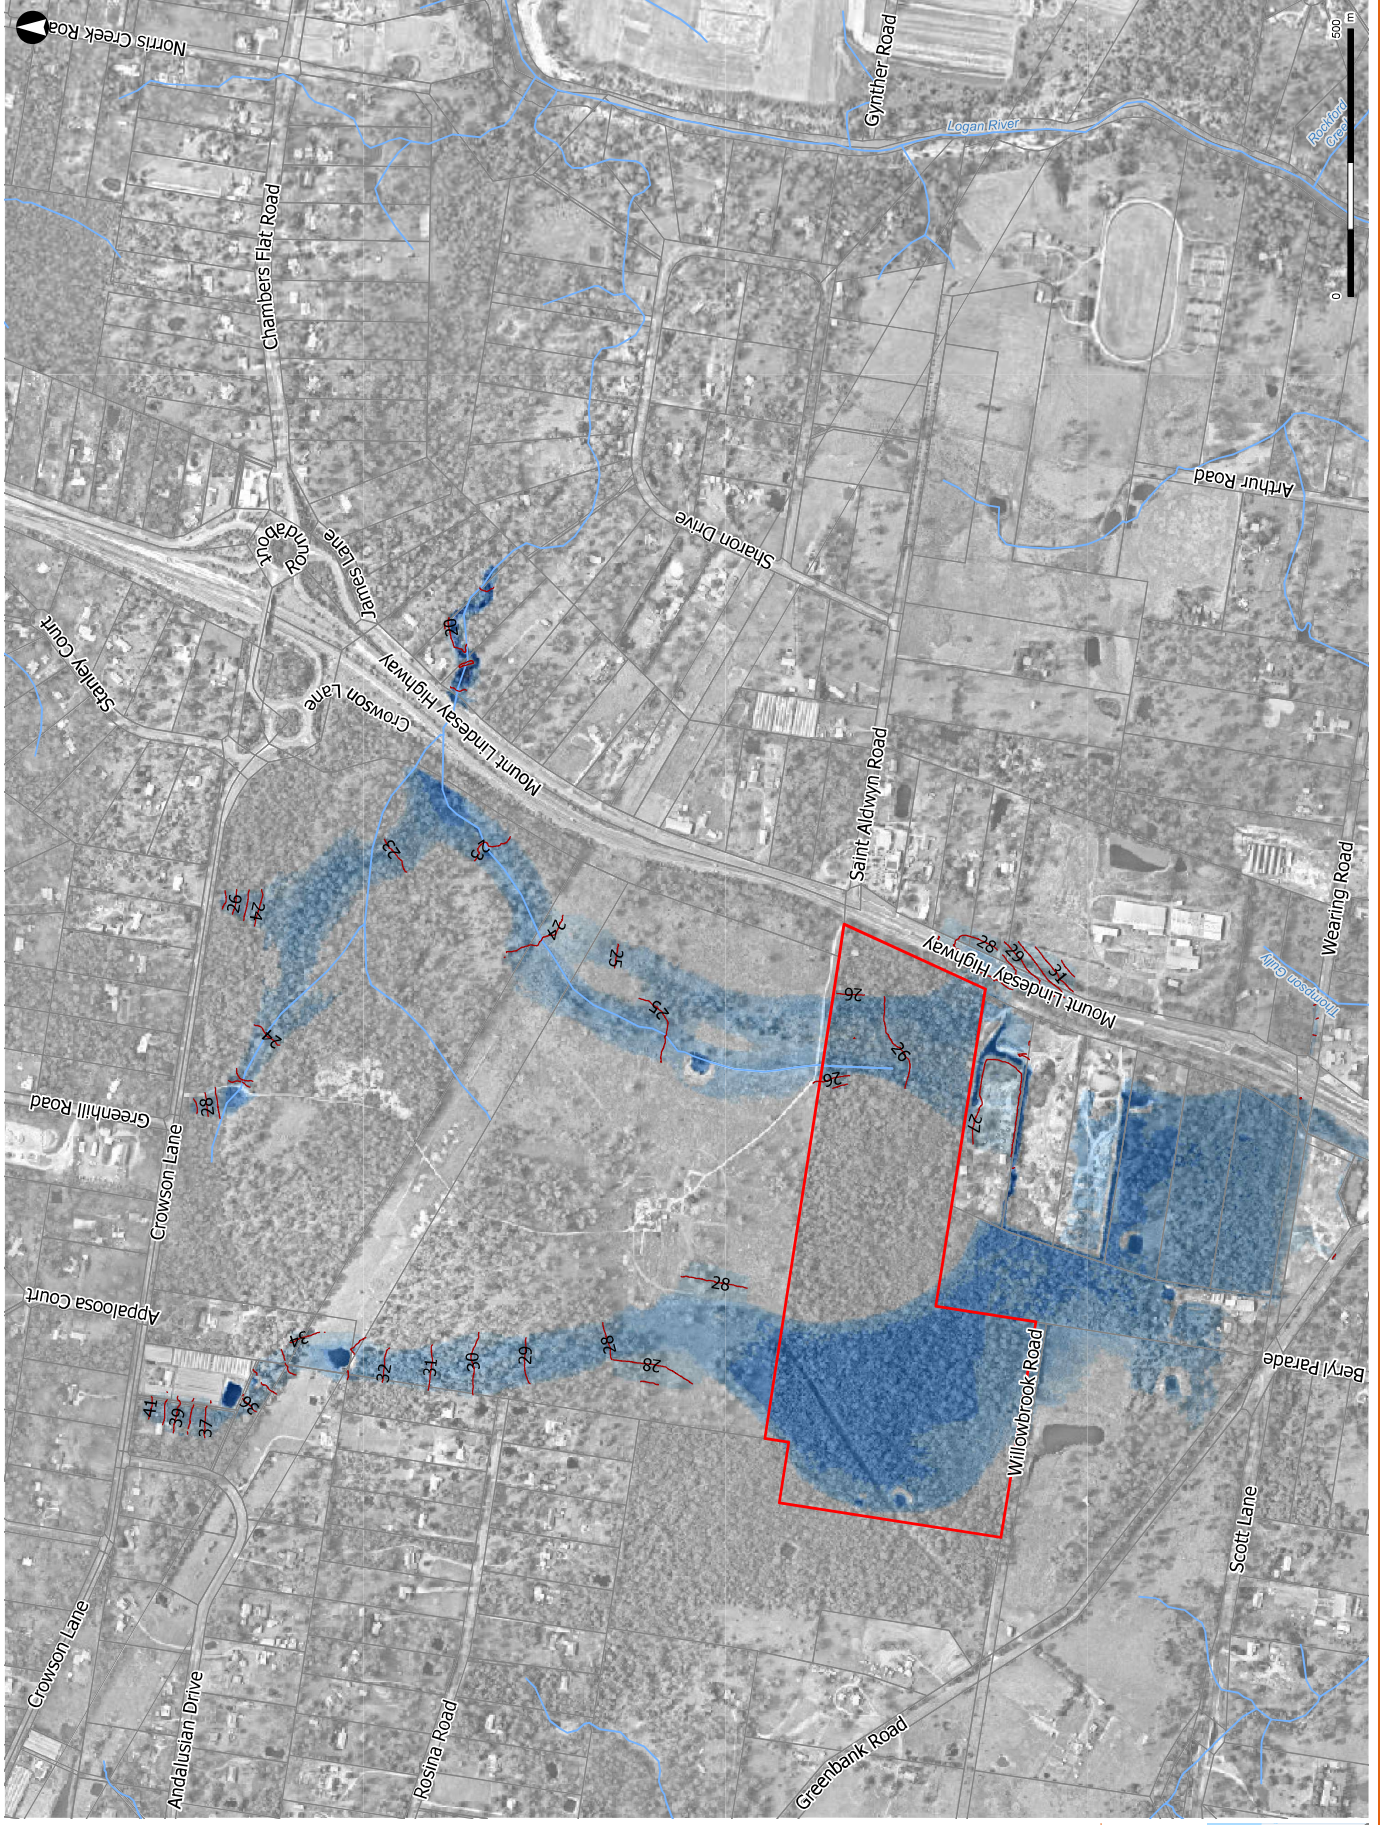 Norris Creek Roa
Gynther Road
500
m
0
Logan River
Rockford
Creek
Chambers Flat Road
Roundabout
James Lane
Stanley Court
Crowson Lane
Mount Lindesay Highway
Sharon Drive
Arthur Road
20
Saint Aldwyn Road
Wearing Road
23
23
26
24
24
25
25
24
28
26
26
26
27
28
29
31
Mount Lindesay Highway
Thompson Gully
Greenhill Road
Crowson Lane
Appaloosa Court
28
34
32
31
30
29
28
28
36
41
39
37
Willowbrook Road
Beryl Parade
Scott Lane
Crowson Lane
Andalusian Drive
Rosina Road
Greenbank Road